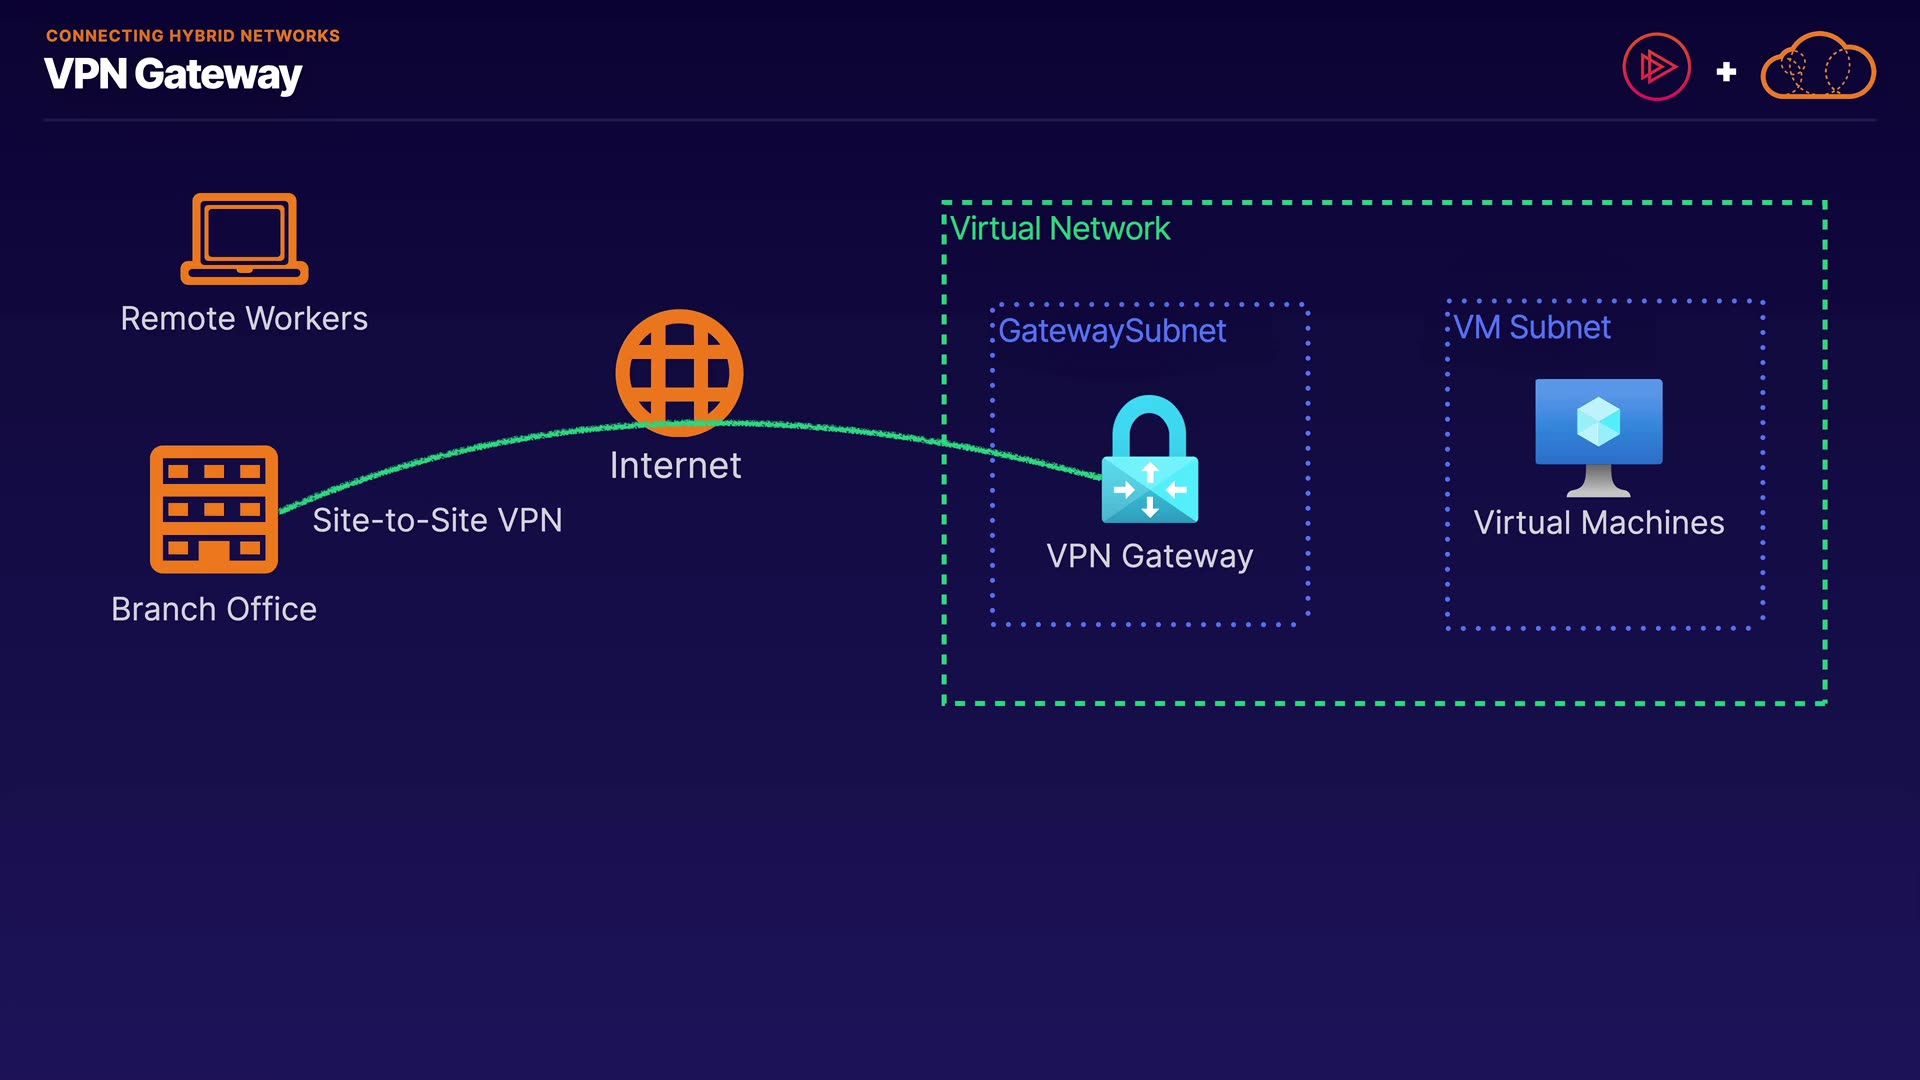 CONNECTING HYBRID NETWORKS
VPN Gateway
Remote Workers
Branch Office
Site-to-Site VPN
Internet
Virtual Network
GatewaySubnet
VPN Gateway
VM Subnet
Virtual Machines